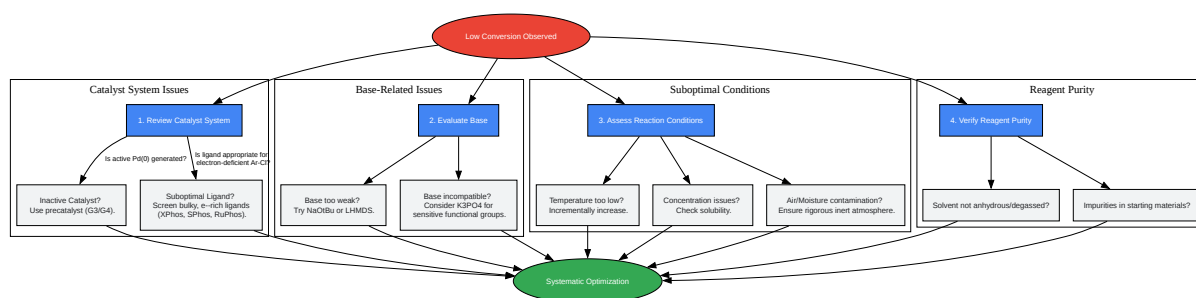 Low Conversion Observed
Catalyst System Issues
Base-Related Issues
Suboptimal Conditions
Reagent Purity
1. Review Catalyst System
2. Evaluate Base
3. Assess Reaction Conditions
4. Verify Reagent Purity
Is active Pd(0) generated?
Is ligand appropriate for
electron-deficient Ar-Cl?
Inactive Catalyst?
Use precatalyst (G3/G4).
Suboptimal Ligand?
Screen bulky, e--rich ligands
(XPhos, SPhos, RuPhos).
Base too weak?
Try NaOtBu or LHMDS.
Base incompatible?
Consider K3PO4 for
sensitive functional groups.
Temperature too low?
Incrementally increase.
Concentration issues?
Check solubility.
Air/Moisture contamination?
Ensure rigorous inert atmosphere.
Solvent not anhydrous/degassed?
Impurities in starting materials?
Systematic Optimization